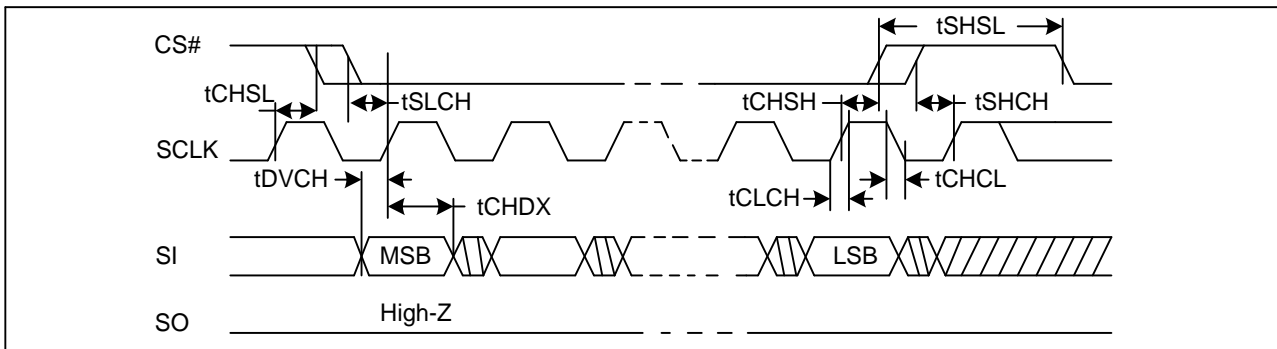 tSHSL
CS#
tCHSL
tSLCH
tCHSH
tSHCH
SCLK
tDVCH
tCHDX
tCLCH
tCHCL
SI
MSB
LSB
High-Z
SO